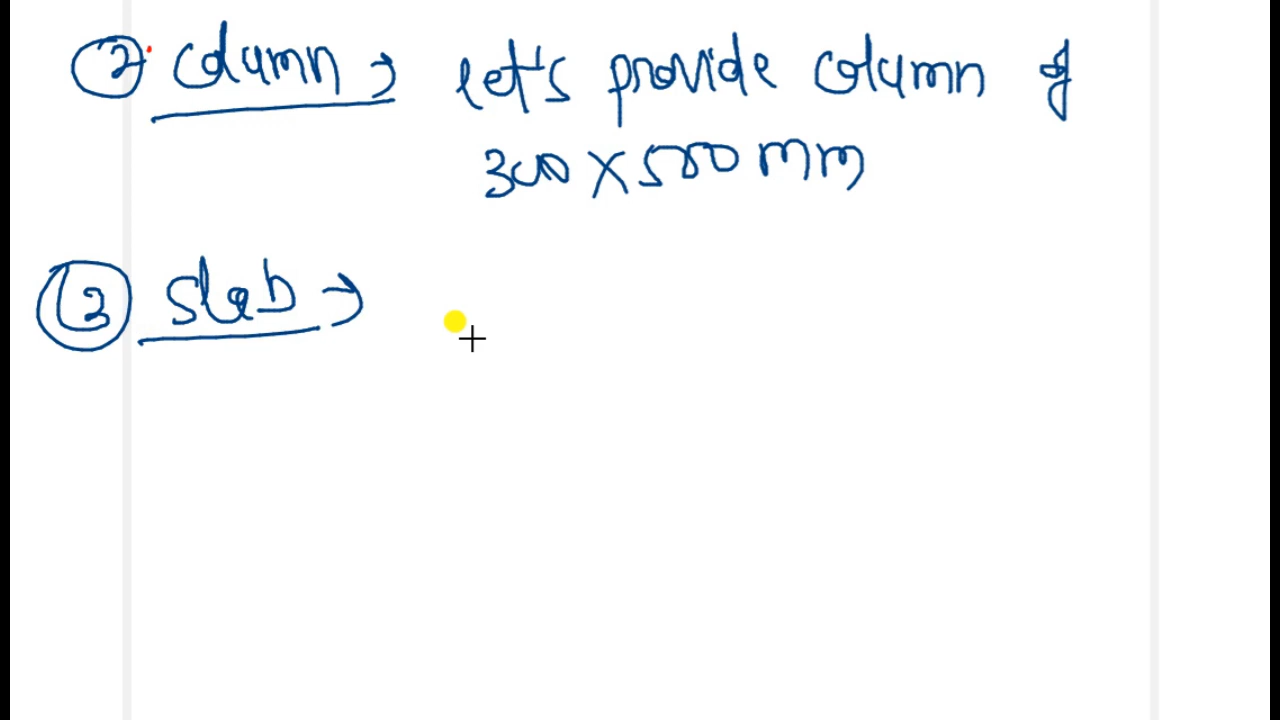 ② column → let's provide column of
300 X 500 mm
③ slab →